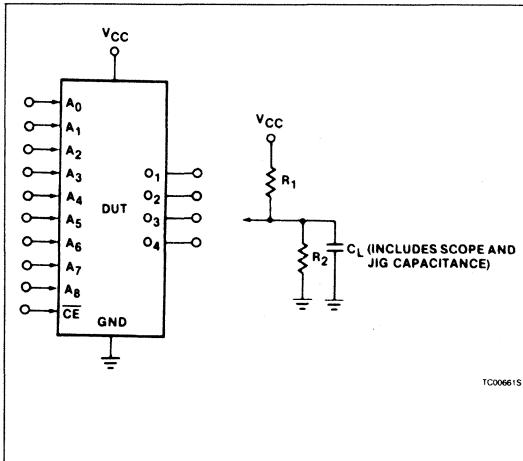 VCC
A0
A1
A2
A3
A4
A5
A6
A7
A8
CE
DUT
O1
O2
O3
O4
GND
VCC
R1
R2
CL (INCLUDES SCOPE AND
JIG CAPACITANCE)
TC00661S